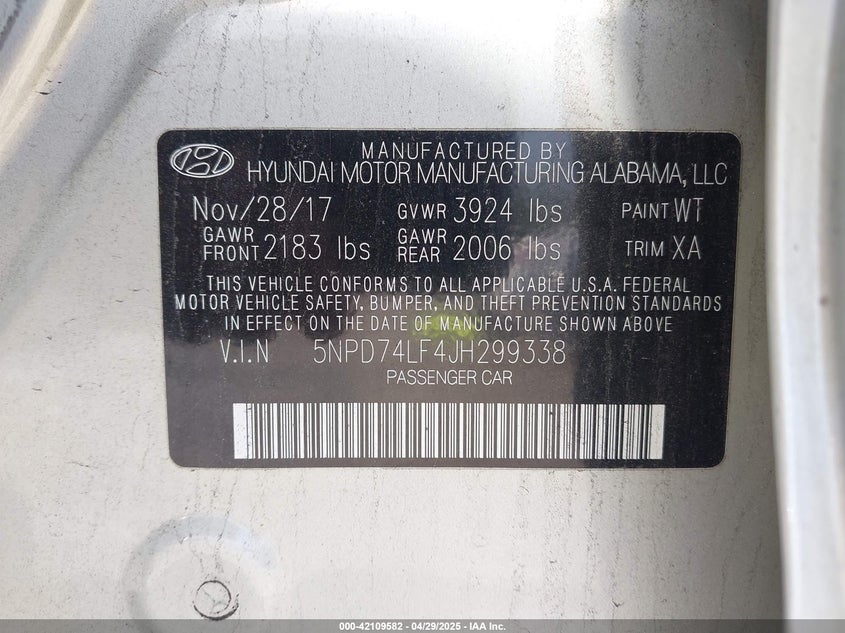 MANUFACTURED BY
HYUNDAI MOTOR MANUFACTURING ALABAMA, LLC
Nov/28/17 GVWR 3924 lbs PAINT WT
GAWR FRONT 2183 lbs GAWR REAR 2006 lbs TRIM XA
THIS VEHICLE CONFORMS TO ALL APPLICABLE U.S.A. FEDERAL
MOTOR VEHICLE SAFETY, BUMPER, AND THEFT PREVENTION STANDARDS
IN EFFECT ON THE DATE OF MANUFACTURE SHOWN ABOVE
V.I.N 5NPD74LF4JH299338
PASSENGER CAR
000-42109582 - 04/29/2025 - IAA Inc.